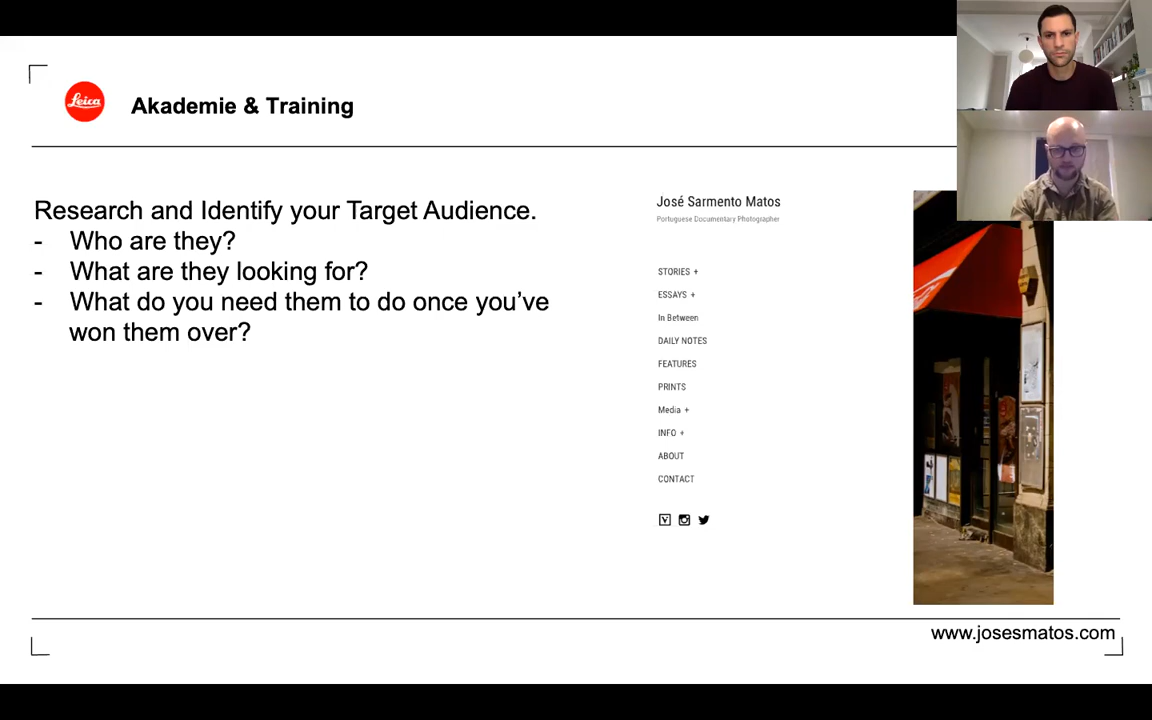 Leica
Akademie & Training
Research and Identify your Target Audience.
- Who are they?
- What are they looking for?
- What do you need them to do once you’ve
won them over?
José Sarmento Matos
Portuguese Documentary Photographer
STORIES +
ESSAYS +
In Between
DAILY NOTES
FEATURES
PRINTS
Media +
INFO +
ABOUT
CONTACT
www.josesmatos.com